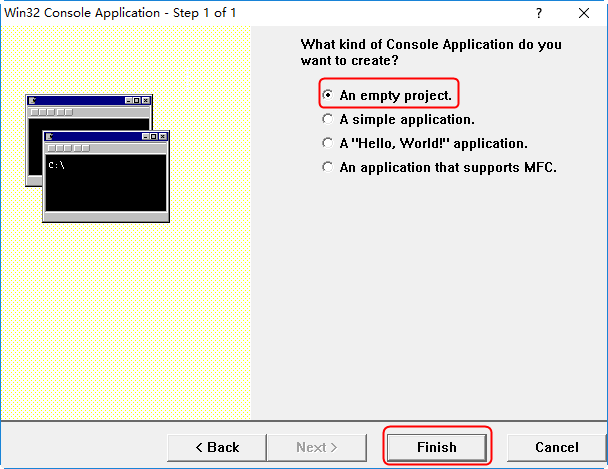 Win32 Console Application - Step 1 of 1
?
What kind of Console Application do you
want to create?
An empty project.
A simple application.
A "Hello, World!" application.
An application that supports MFC.
C:\
< Back
Next >
Finish
Cancel